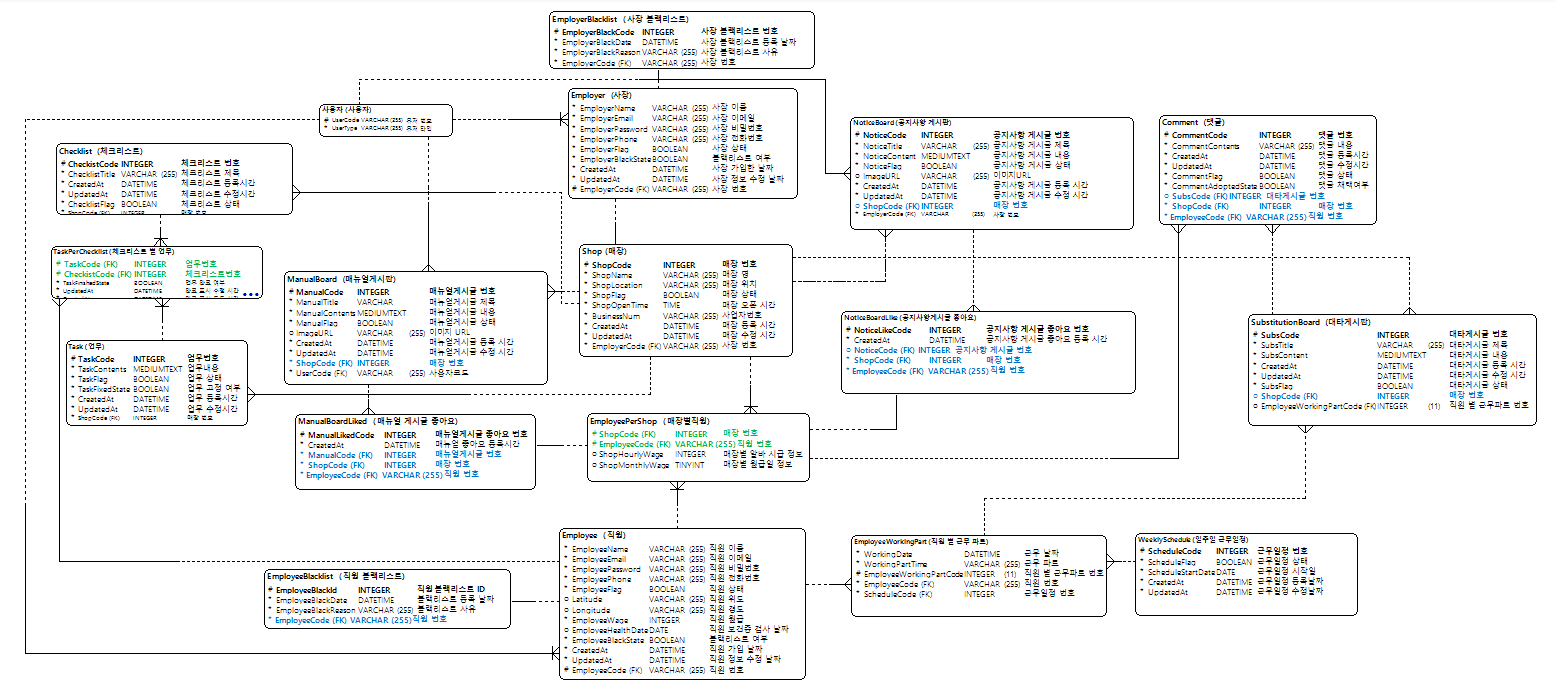 EmployerBlacklist (사장 블랙리스트)
# EmployerBlackCode INTEGER 사장 블랙리스트 번호
* EmployerBlackDate DATETIME 사장 블랙리스트 등록 날짜
* EmployerBlackReason VARCHAR (255) 사장 블랙리스트 사유
* EmployerCode (FK) VARCHAR (255) 사장 번호
사용자 (사용자)
# UserCode VARCHAR (255) 유저 번호
* UserType VARCHAR (255) 유저 타입
Employer (사장)
* EmployerName VARCHAR (255) 사장 이름
* EmployerEmail VARCHAR (255) 사장 이메일
* EmployerPassword VARCHAR (255) 사장 비밀번호
* EmployerPhone VARCHAR (255) 사장 전화번호
* EmployerFlag BOOLEAN 사장 상태
* EmployerBlackState BOOLEAN 블랙리스트 여부
* CreatedAt DATETIME 사장 가입한 날짜
* UpdatedAt DATETIME 사장 정보 수정 날짜
# EmployerCode (FK) VARCHAR (255) 사장 번호
NoticeBoard (공지사항 게시판)
# NoticeCode INTEGER 공지사항 게시글 번호
* NoticeTitle VARCHAR (255) 공지사항 게시글 제목
* NoticeContent MEDIUMTEXT 공지사항 게시글 내용
* NoticeFlag BOOLEAN 공지사항 게시글 상태
o ImageURL VARCHAR (255) 이미지URL
* CreatedAt DATETIME 공지사항 게시글 등록 시간
* UpdatedAt DATETIME 공지사항 게시글 수정 시간
o ShopCode (FK) INTEGER 매장 번호
* EmployerCode (FK) VARCHAR (255) 사장 번호
Comment (댓글)
# CommentCode INTEGER 댓글 번호
* CommentContents VARCHAR (255) 댓글 내용
* CreatedAt DATETIME 댓글 등록시간
* UpdatedAt DATETIME 댓글 수정시간
* CommentFlag BOOLEAN 댓글 상태
* CommentAdoptedState BOOLEAN 댓글 채택여부
o SubsCode (FK) INTEGER 대타게시글 번호
* ShopCode (FK) INTEGER 매장 번호
* EmployeeCode (FK) VARCHAR (255) 직원 번호
Checklist (체크리스트)
# CheckistCode INTEGER 체크리스트 번호
* ChecklistTitle VARCHAR (255) 체크리스트 제목
* CreatedAt DATETIME 체크리스트 등록시간
* UpdatedAt DATETIME 체크리스트 수정시간
* ChecklistFlag BOOLEAN 체크리스트 상태
* ShopCode (FK) INTEGER 매장 번호
TaskPerChecklist (체크리스트 별 업무)
# TaskCode (FK) INTEGER 업무번호
# CheckistCode (FK) INTEGER 체크리스트번호
* TaskFinshedState BOOLEAN 업무 완료 여부
* UpdatedAt DATETIME 완료 표시 수정 시간
Task (업무)
# TaskCode INTEGER 업무번호
* TaskContents MEDIUMTEXT 업무내용
* TaskFlag BOOLEAN 업무 상태
* TaskFixedState BOOLEAN 업무 고정 여부
* CreatedAt DATETIME 업무 등록시간
* UpdatedAt DATETIME 업무 수정시간
* ShopCode (FK) INTEGER 매장 번호
ManualBoard (매뉴얼게시판)
# ManualCode INTEGER 매뉴얼게시글 번호
* ManualTitle VARCHAR 매뉴얼게시글 제목
* ManualContents MEDIUMTEXT 매뉴얼게시글 내용
* ManualFlag BOOLEAN 매뉴얼게시글 상태
o ImageURL VARCHAR (255) 이미지 URL
* CreatedAt DATETIME 매뉴얼게시글 등록 시간
* UpdatedAt DATETIME 매뉴얼게시글 수정 시간
* ShopCode (FK) INTEGER 매장 번호
* UserCode (FK) VARCHAR (255) 사용자코드
Shop (매장)
# ShopCode INTEGER 매장 번호
* ShopName VARCHAR (255) 매장 명
* ShopLocation VARCHAR (255) 매장 위치
* ShopFlag BOOLEAN 매장 상태
* ShopOpenTime TIME 매장 오픈 시간
* BusinessNum VARCHAR (255) 사업자번호
* CreatedAt DATETIME 매장 등록 시간
* UpdatedAt DATETIME 매장 수정 시간
* EmployerCode (FK) VARCHAR (255) 사장 번호
NoticeBoardLike (공지사항게시글 좋아요)
# NoticeLikeCode INTEGER 공지사항 게시글 좋아요 번호
* CreatedAt DATETIME 공지사항 게시글 좋아요 등록 시간
o NoticeCode (FK) INTEGER 공지사항 게시글 번호
* ShopCode (FK) INTEGER 매장 번호
* EmployeeCode (FK) VARCHAR (255) 직원 번호
SubstitutionBoard (대타게시판)
# SubsCode INTEGER 대타게시글 번호
* SubsTitle VARCHAR (255) 대타게시글 제목
* SubsContent MEDIUMTEXT 대타게시글 내용
* CreatedAt DATETIME 대타게시글 등록 시간
* UpdatedAt DATETIME 대타게시글 수정 시간
* SubsFlag BOOLEAN 대타게시글 상태
o ShopCode (FK) INTEGER 매장 번호
o EmployeeWorkingPartCode (FK) INTEGER (11) 직원 별 근무파트 번호
ManualBoardLiked (매뉴얼 게시글 좋아요)
# ManualLikedCode INTEGER 매뉴얼게시글 좋아요 번호
* CreatedAt DATETIME 매뉴얼 좋아요 등록시간
* ManualCode (FK) INTEGER 매뉴얼게시글 번호
* ShopCode (FK) INTEGER 매장 번호
* EmployeeCode (FK) VARCHAR (255) 직원 번호
EmployeePerShop (매장별직원)
# ShopCode (FK) INTEGER 매장 번호
# EmployeeCode (FK) VARCHAR (255) 직원 번호
o ShopHourlyWage INTEGER 매장별 알바 시급 정보
o ShopMonthlyWage TINYINT 매장별 월급일 정보
Employee (직원)
* EmployeeName VARCHAR (255) 직원 이름
* EmployeeEmail VARCHAR (255) 직원 이메일
* EmployeePassword VARCHAR (255) 직원 비밀번호
* EmployeePhone VARCHAR (255) 직원 전화번호
* EmployeeFlag BOOLEAN 직원 상태
o Latitude VARCHAR (255) 직원 위도
o Longitude VARCHAR (255) 직원 경도
* EmployeeWage INTEGER 직원 월급
o EmployeeHealthDate DATE 직원 보건증 검사 날짜
* EmployeeBlackState BOOLEAN 블랙리스트 여부
* CreatedAt DATETIME 직원 가입 날짜
* UpdatedAt DATETIME 직원 정보 수정 날짜
# EmployeeCode (FK) VARCHAR (255) 직원 번호
EmployeeBlacklist (직원 블랙리스트)
# EmployeeBlackId INTEGER 직원 블랙리스트 ID
* EmployeeBlackDate DATETIME 블랙리스트 등록 날짜
* EmployeeBlackReason VARCHAR (255) 블랙리스트 사유
* EmployeeCode (FK) VARCHAR (255) 직원 번호
EmployeeWorkingPart (직원 별 근무 파트)
* WorkingDate DATETIME 근무 날짜
* WorkingPartTime VARCHAR (255) 근무 파트
# EmployeeWorkingPartCode INTEGER (11) 직원 별 근무파트 번호
* EmployeeCode (FK) VARCHAR (255) 직원 번호
* ScheduleCode (FK) INTEGER 근무일정 번호
WeeklySchedule (일주일 근무일정)
# ScheduleCode INTEGER 근무일정 번호
* ScheduleFlag BOOLEAN 근무일정 상태
* ScheduleStartDate DATE 근무일정 시작일
* CreatedAt DATETIME 근무일정 등록날짜
* UpdatedAt DATETIME 근무일정 수정날짜